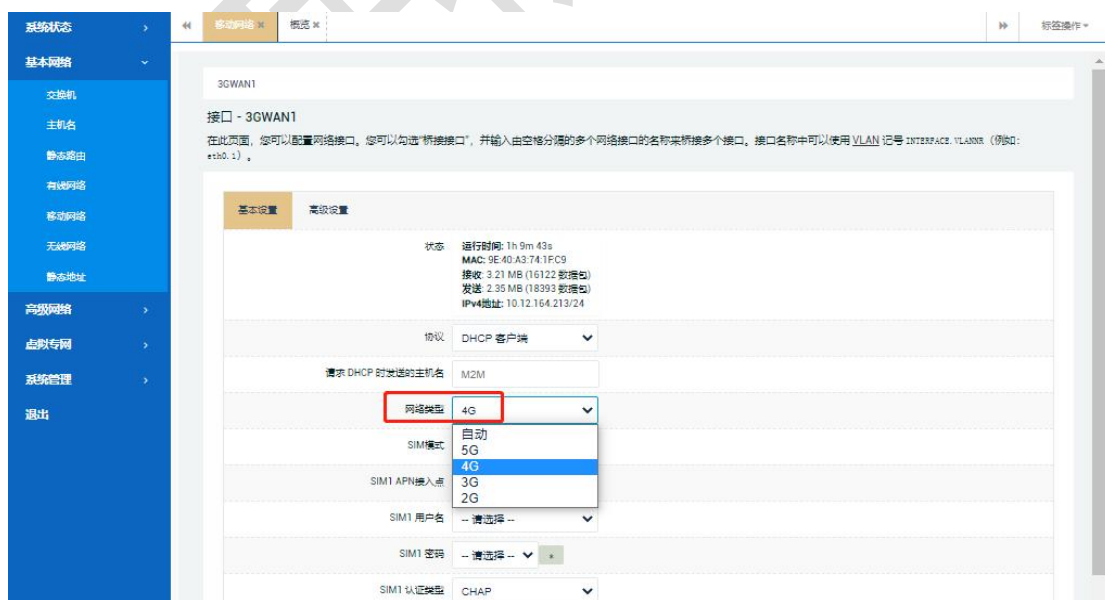 系统状态
基本网络
交换机
主机名
静态路由
有线网络
移动网络
无线网络
静态地址
高级网络
虚拟专网
系统管理
退出
移动网络 × 概览 × 标签操作
3GWAN1
接口 - 3GWAN1
在此页面，您可以配置网络接口。您可以勾选“桥接接口”，并输入由空格分隔的多个网络接口的名称来桥接多个接口。接口名称中可以使用 VLAN 记号 INTERFACE.VLANNR（例如：
eth0.1）。
基本设置 高级设置
状态 运行时间: 1h 9m 43s
MAC: 9E:40:A3:74:1F:C9
接收: 3.21 MB (16122 数据包)
发送: 2.35 MB (18393 数据包)
IPv4地址: 10.12.164.213/24
协议 DHCP 客户端
请求 DHCP 时发送的主机名 M2M
网络类型 4G
自动
SIM模式 5G
4G
SIM1 APN接入点 3G
2G
SIM1 用户名 -- 请选择 --
SIM1 密码 -- 请选择 -- *
SIM1 认证类型 CHAP